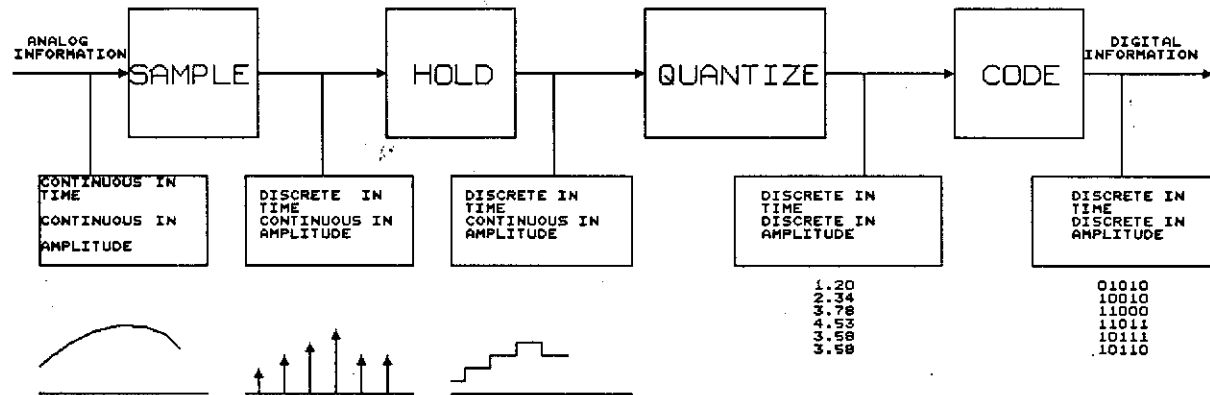 ANALOG
INFORMATION
SAMPLE
HOLD
QUANTIZE
CODE
DIGITAL
INFORMATION
CONTINUOUS IN
TIME
CONTINUOUS IN
AMPLITUDE
DISCRETE IN
TIME
CONTINUOUS IN
AMPLITUDE
DISCRETE IN
TIME
CONTINUOUS IN
AMPLITUDE
DISCRETE IN
TIME
DISCRETE IN
AMPLITUDE
DISCRETE IN
TIME
DISCRETE IN
AMPLITUDE
1.20
2.34
3.78
4.53
3.58
3.58
01010
10010
11000
11011
10111
10110